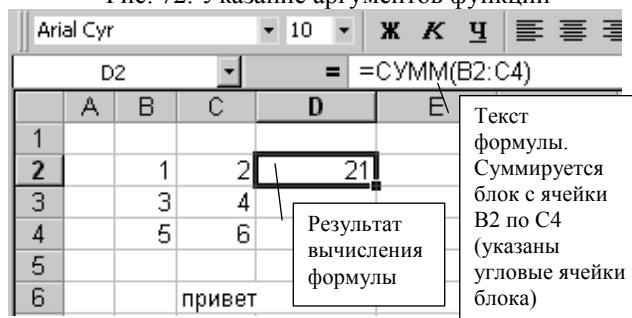 Рис. 72. Указание аргументов функции
Arial Cyr 10 Ж К Ч
D2 = =СУММ(B2:C4)
A B C D E
1
2 1 2 21
3 3 4
4 5 6
5
6 привет
Текст
формулы.
Суммируется
блок с ячейки
B2 по C4
(указаны
угловые ячейки
блока)
Результат
вычисления
формулы